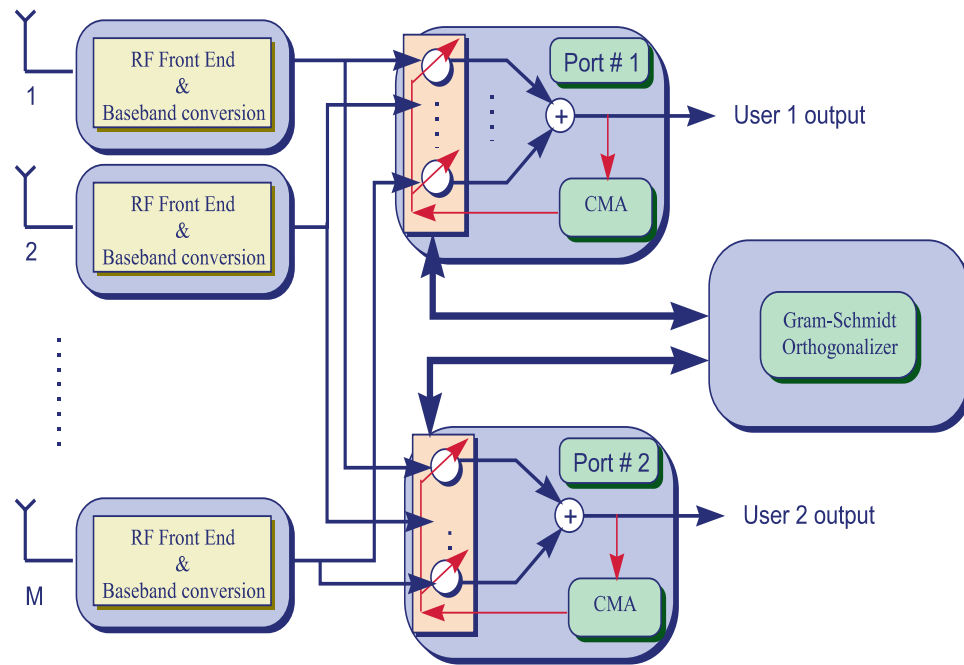 1
RF Front End
&
Baseband conversion
2
RF Front End
&
Baseband conversion
M
RF Front End
&
Baseband conversion
Port # 1
+
CMA
User 1 output
Gram-Schmidt
Orthogonalizer
Port # 2
+
CMA
User 2 output